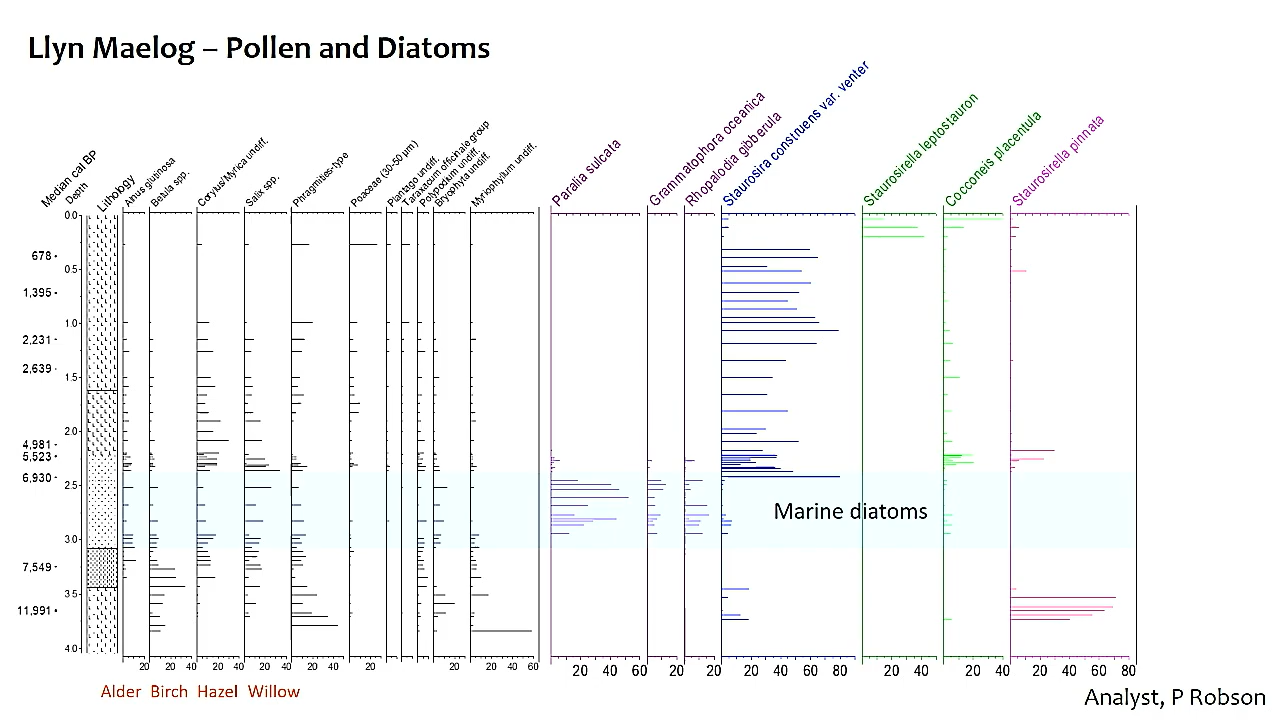 Llyn Maelog – Pollen and Diatoms
Median cal BP
Depth
Lithology
Alnus glutinosa
Betula spp.
Corylus/Myrica undiff.
Salix spp.
Phragmities-type
Poaceae (30-50 µm)
Plantago undiff.
Taraxacum officinale group
Polypodium undiff.
Bryophyta undiff.
Myriophyllum undiff.
Paralia sulcata
Grammatophora oceanica
Rhopalodia gibberula
Staurosira construens var. venter
Staurosirella leptostauron
Cocconeis placentula
Staurosirella pinnata
0.0
678
0.5
1,395
1.0
2,231
2,639
1.5
2.0
4,981
5,523
6,930
2.5
Marine diatoms
3.0
7,549
3.5
11,991
4.0
20 20 40 20 40 20 40 20 40 20 20 20 40 60 20 40 60 20 20 20 40 60 80 20 40 20 40 20 40 60 80
Alder Birch Hazel Willow
Analyst, P Robson